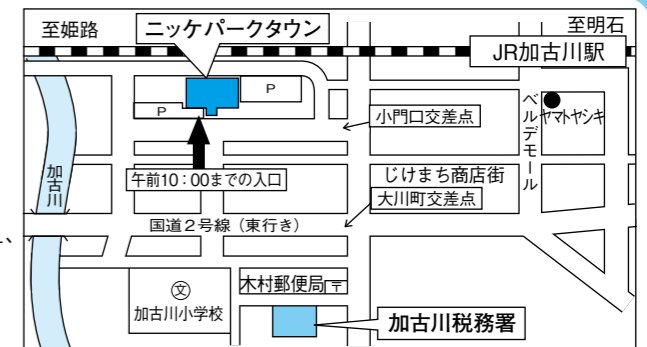 至姫路
ニッケパークタウン
至明石
JR加古川駅
P
P
小門口交差点
ベルデモール
ヤマトヤシキ
加古川
午前10：00までの入口
じけまち商店街
大川町交差点
国道２号線（東行き）
、
文
加古川小学校
木村郵便局〒
加古川税務署